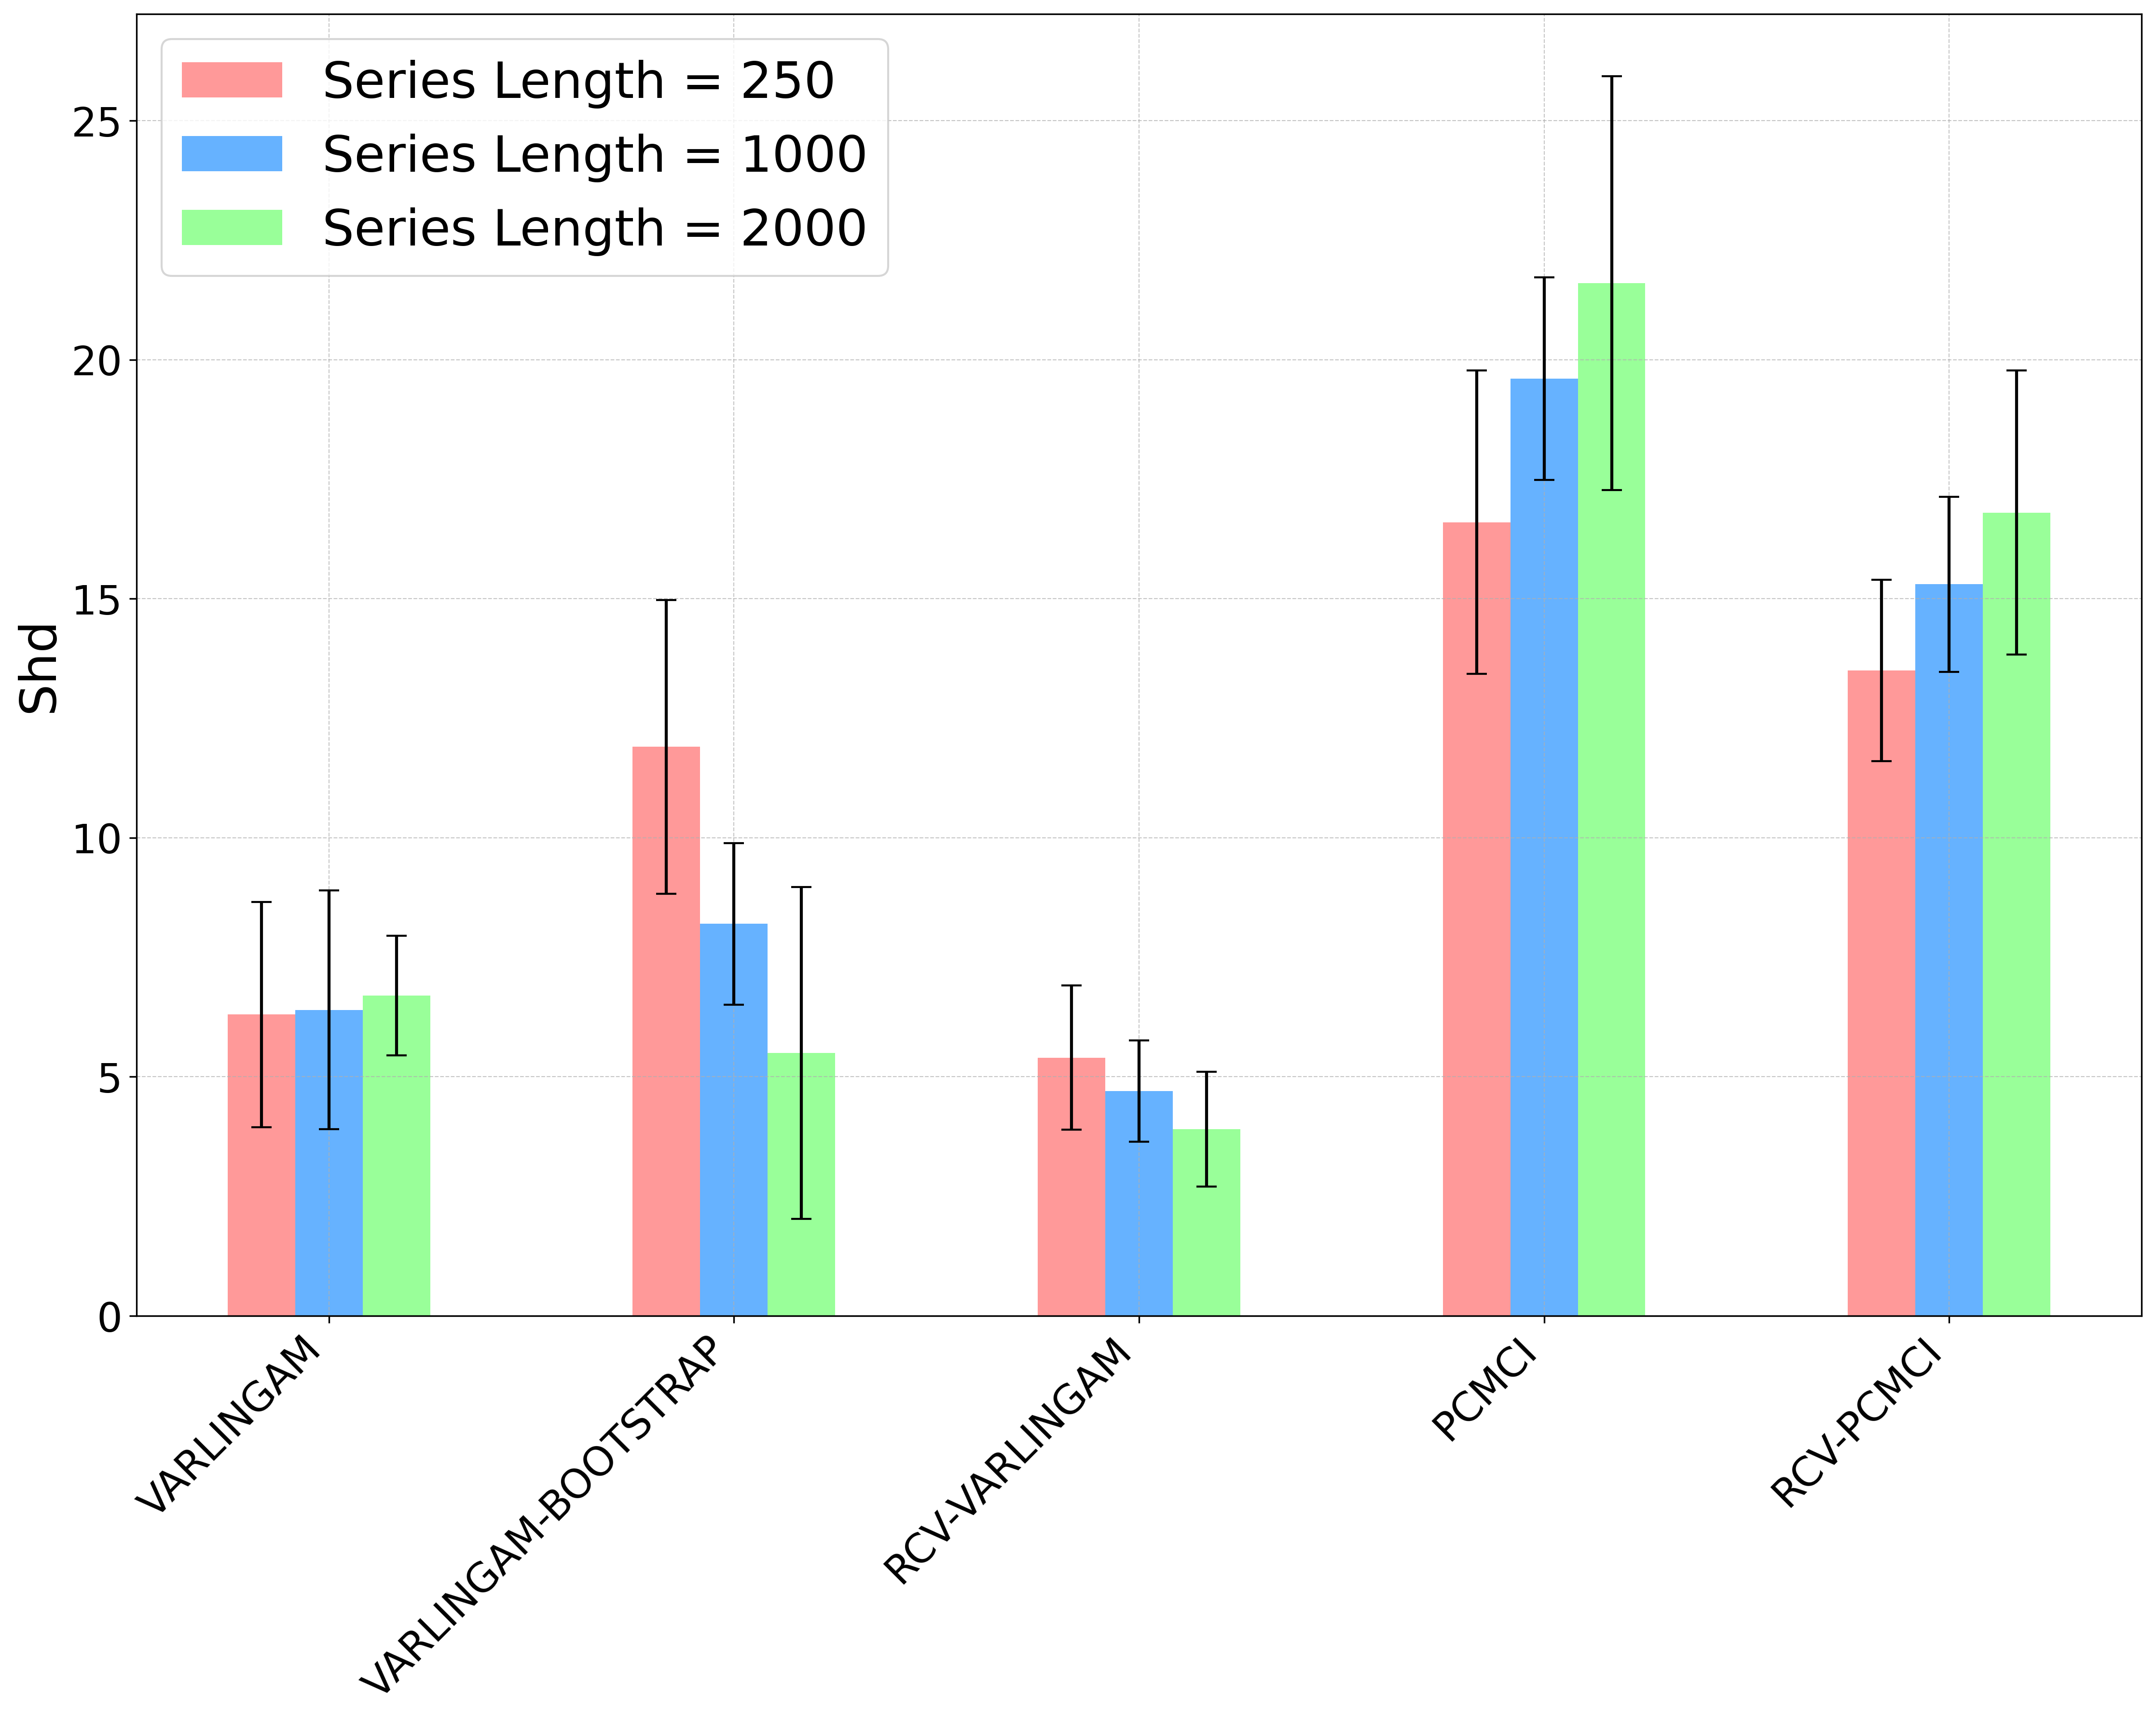 Series Length = 250
Series Length = 1000
Series Length = 2000
25
20
15
10
5
0
Shd
VARLINGAM
VARLINGAM-BOOTSTRAP
RCV-VARLINGAM
PCMCI
RCV-PCMCI